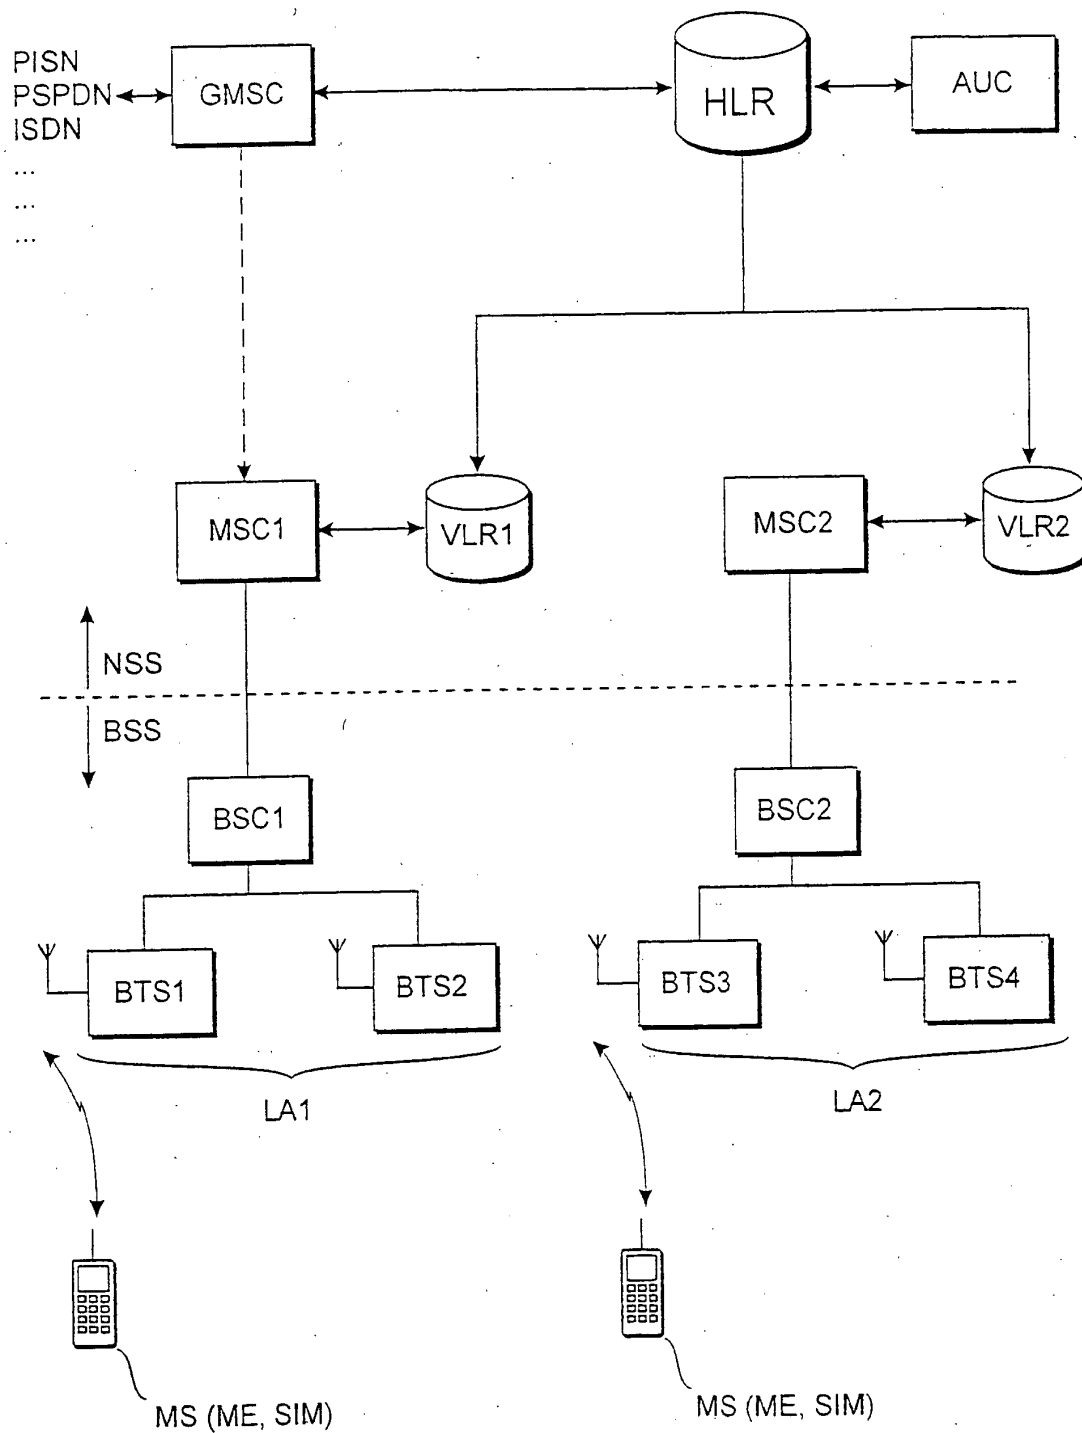 PISN
PSPDN
ISDN
...
...
...
GMSC
HLR
AUC
MSC1
VLR1
MSC2
VLR2
NSS
BSS
BSC1
BSC2
BTS1
BTS2
BTS3
BTS4
LA1
LA2
MS (ME, SIM)
MS (ME, SIM)